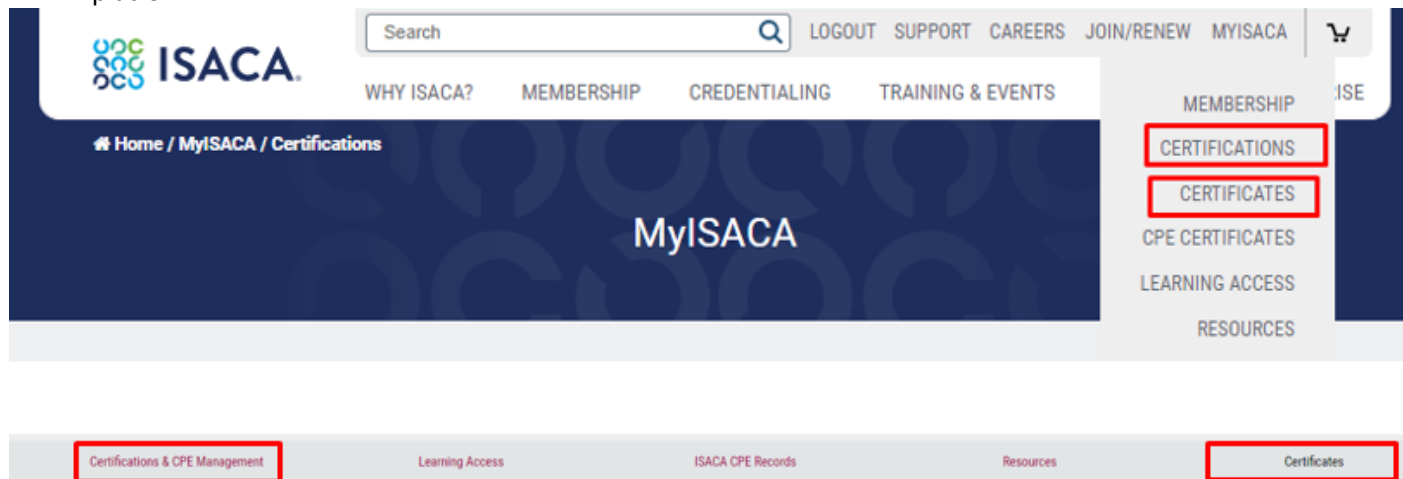 Search LOGOUT SUPPORT CAREERS JOIN/RENEW MYISACA
ISACA.
WHY ISACA? MEMBERSHIP CREDENTIALING TRAINING & EVENTS
MEMBERSHIP
CERTIFICATIONS
CERTIFICATES
CPE CERTIFICATES
LEARNING ACCESS
RESOURCES
Home / MyISACA / Certifications
MyISACA
Certifications & CPE Management Learning Access ISACA CPE Records Resources Certificates